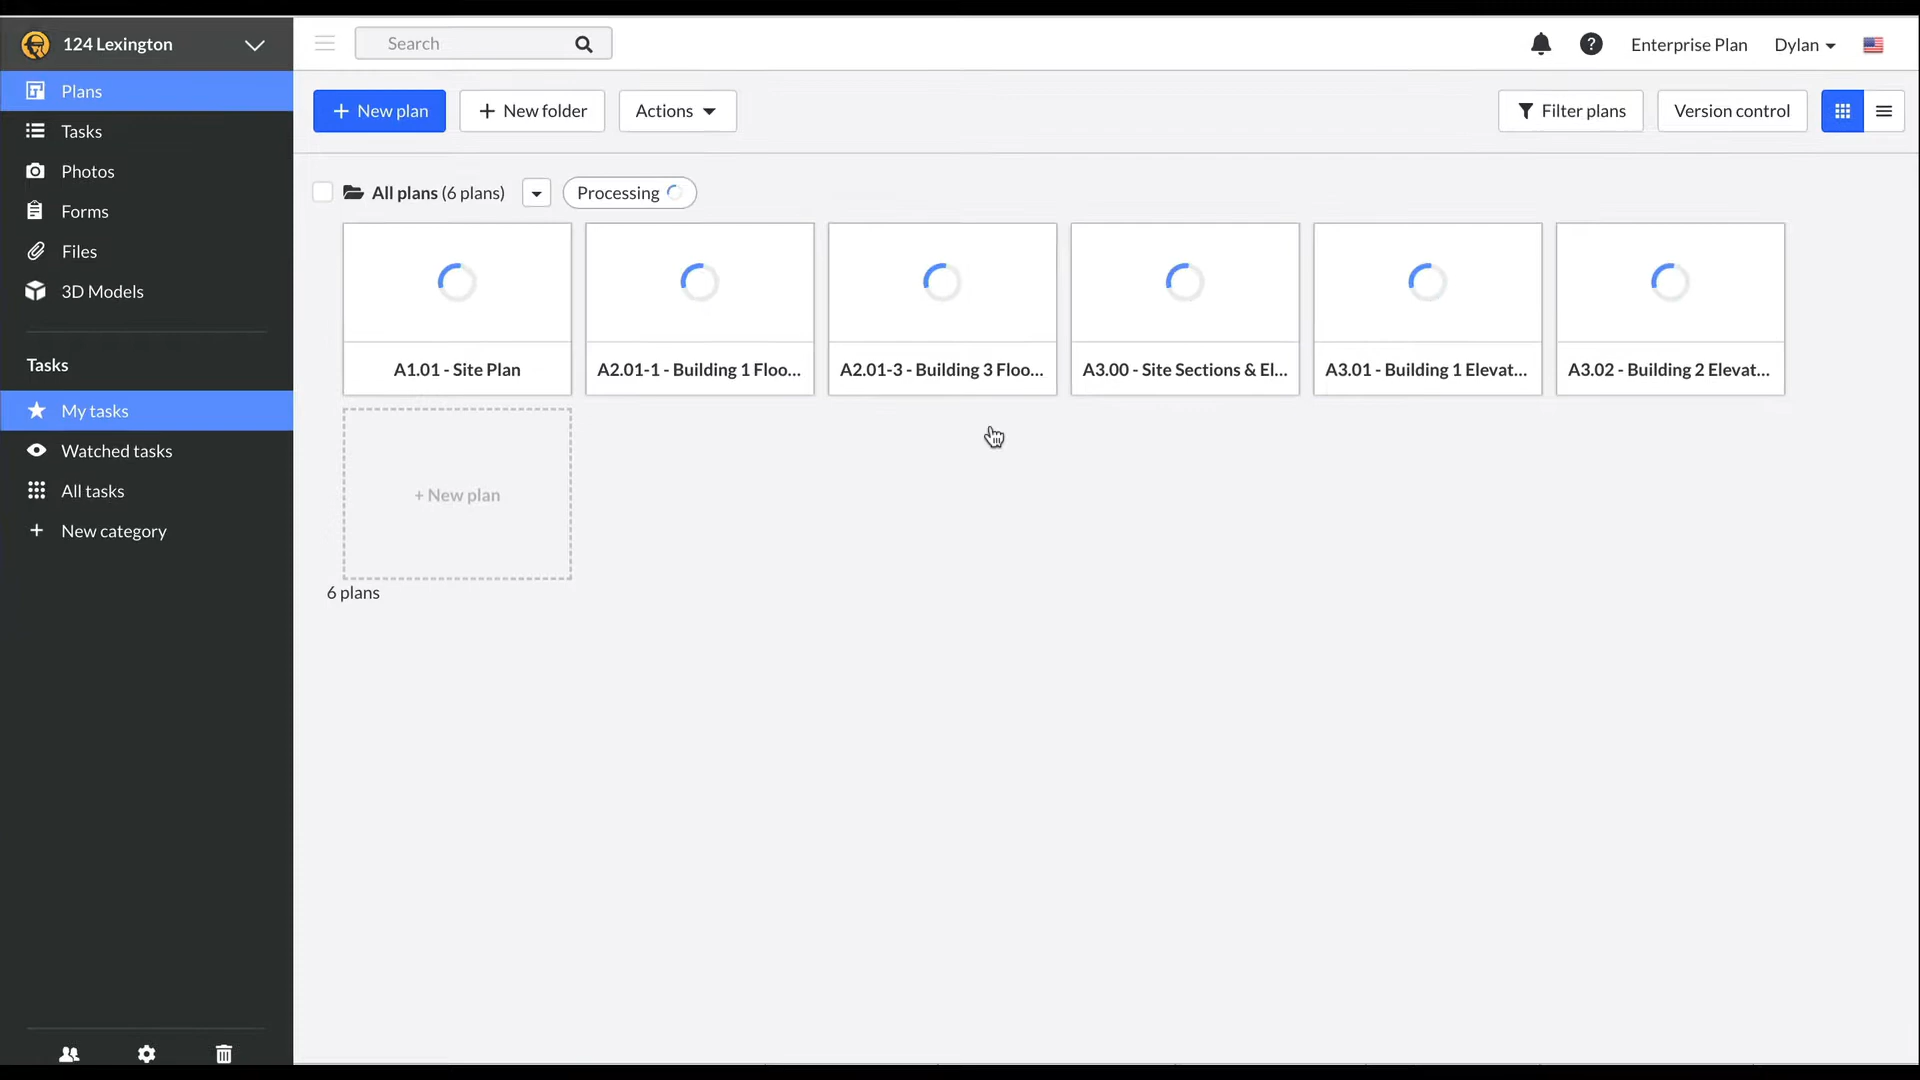 124 Lexington
Search
Enterprise Plan
Dylan
Plans
Tasks
Photos
Forms
Files
3D Models
Tasks
My tasks
Watched tasks
All tasks
+ New category
+ New plan
+ New folder
Actions
Filter plans
Version control
All plans (6 plans)
Processing
A1.01 - Site Plan
A2.01-1 - Building 1 Floo...
A2.01-3 - Building 3 Floo...
A3.00 - Site Sections & El...
A3.01 - Building 1 Elevat...
A3.02 - Building 2 Elevat...
+ New plan
6 plans